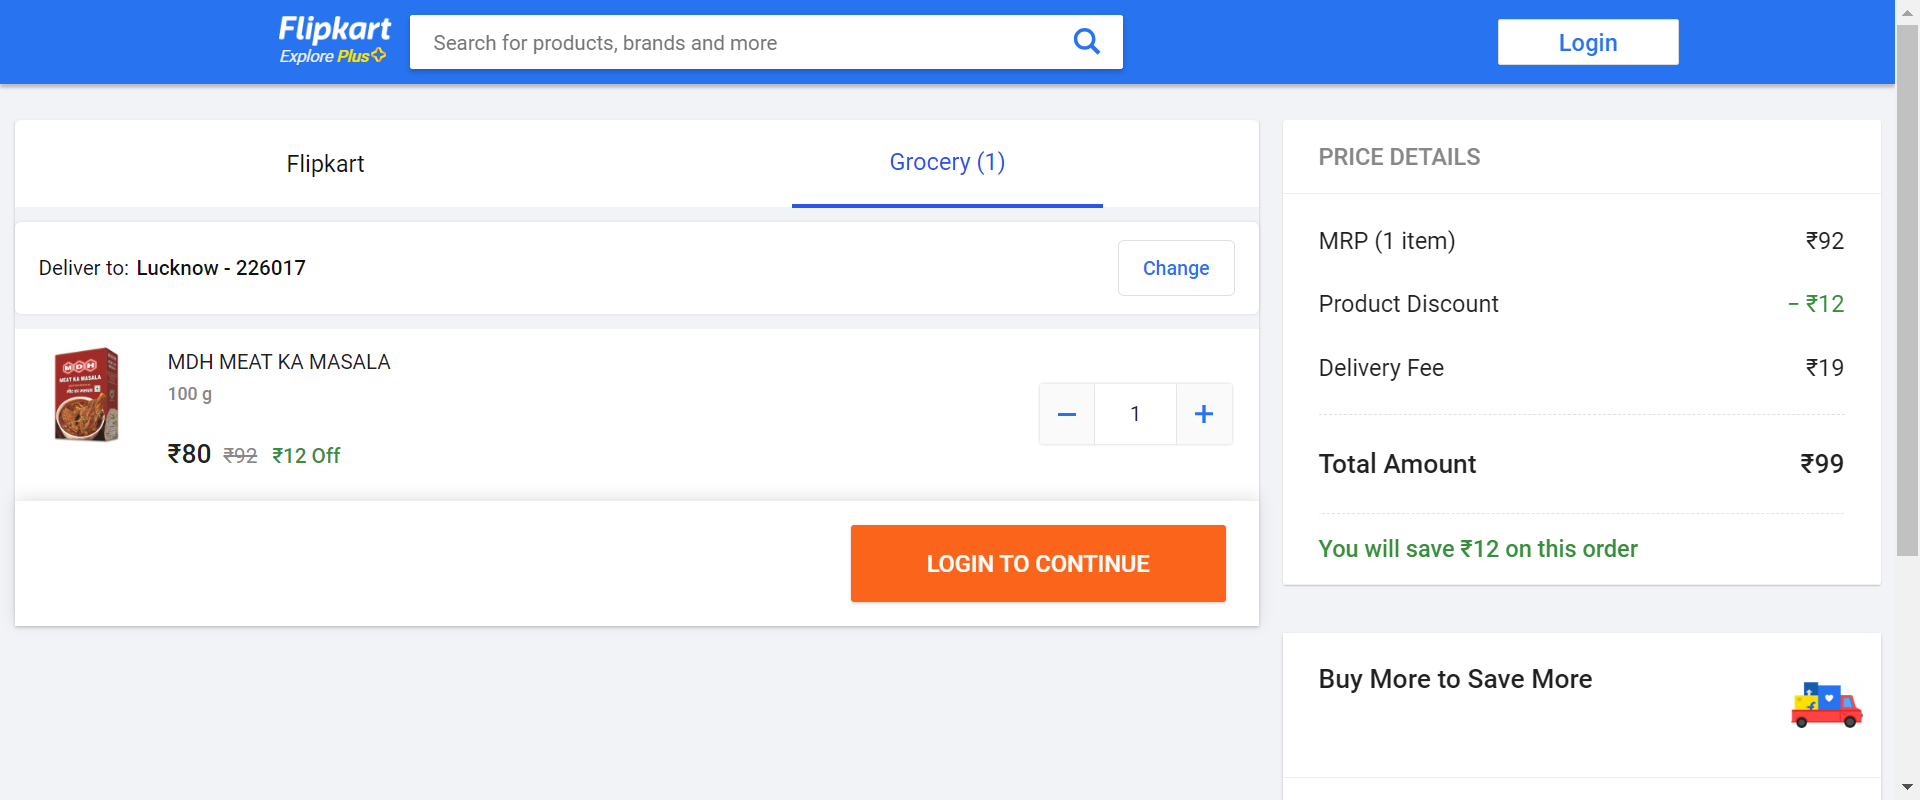 Flipkart
Explore Plus
Search for products, brands and more
Login
Flipkart
Grocery (1)
Deliver to: Lucknow - 226017
Change
MDH
MEAT KA MASALA
MDH MEAT KA MASALA
100 g
₹80 ₹92 ₹12 Off
1
LOGIN TO CONTINUE
PRICE DETAILS
MRP (1 item) ₹92
Product Discount − ₹12
Delivery Fee ₹19
Total Amount ₹99
You will save ₹12 on this order
Buy More to Save More